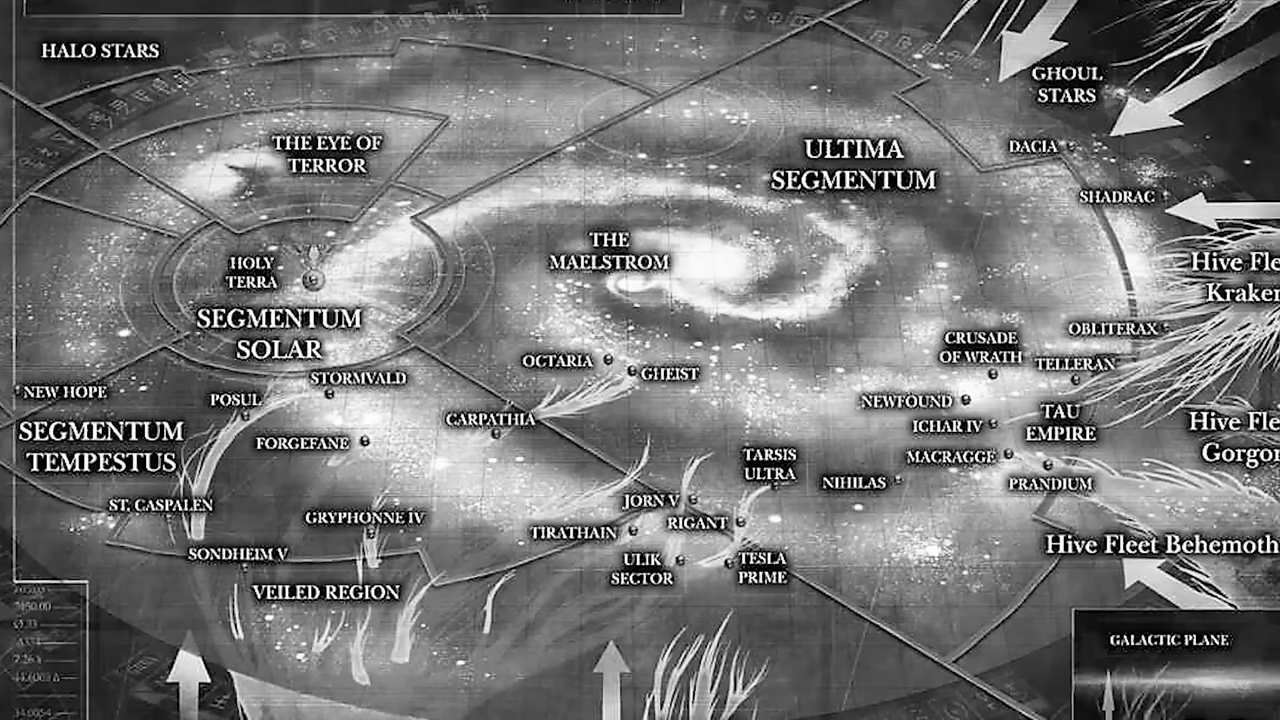 HALO STARS
GHOUL
STARS
THE EYE OF
TERROR
DACIA
ULTIMA
SEGMENTUM
SHADRAC
HOLY
TERRA
THE
MAELSTROM
Hive Fle
Kraken
SEGMENTUM
SOLAR
OBLITERAX
CRUSADE
OF WRATH
TELLERAN
OCTARIA
GHEIST
STORMVALD
NEW HOPE
POSUL
NEWFOUND
CARPATHIA
TAU
EMPIRE
ICHAR IV
Hive Fle
Gorgon
SEGMENTUM
TEMPESTUS
FORGEFANE
MACRAGGE
TARSIS
ULTRA
NIHILAS
PRANDIUM
ST. CASPALEN
JORN V
GRYPHONNE IV
RIGANT
TIRATHAIN
Hive Fleet Behemoth
SONDHEIM V
ULIK
SECTOR
TESLA
PRIME
VEILED REGION
GALACTIC PLANE